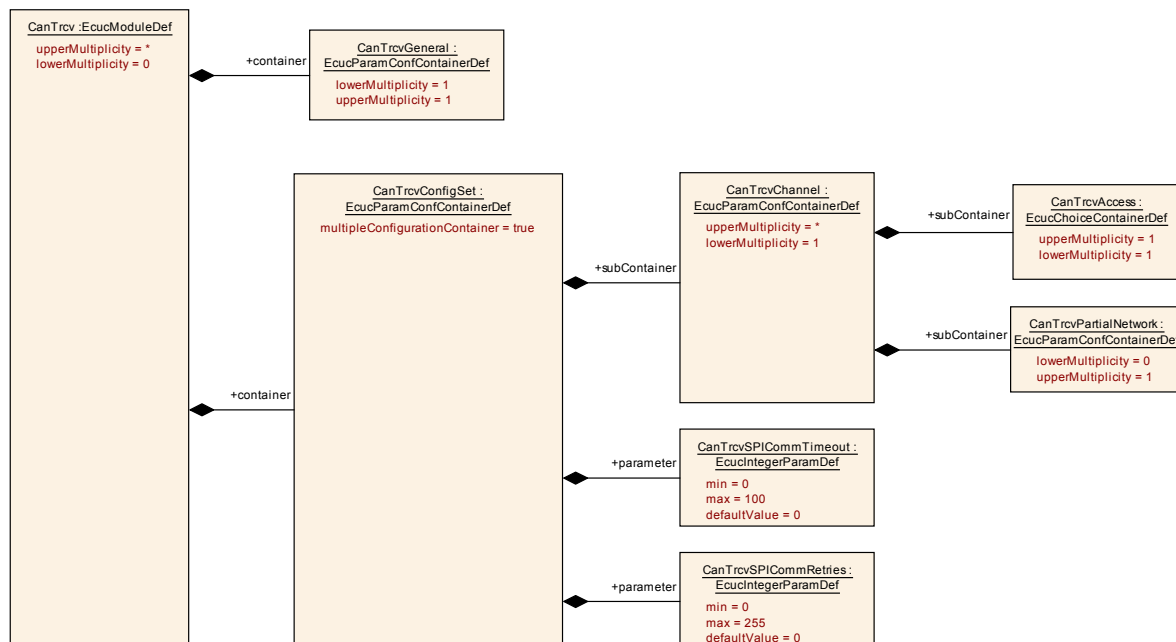 CanTrcv :EcucModuleDef
upperMultiplicity = *
lowerMultiplicity = 0
+container
CanTrcvGeneral :
EcucParamConfContainerDef
lowerMultiplicity = 1
upperMultiplicity = 1
+container
CanTrcvConfigSet :
EcucParamConfContainerDef
multipleConfigurationContainer = true
+subContainer
CanTrcvChannel :
EcucParamConfContainerDef
upperMultiplicity = *
lowerMultiplicity = 1
+subContainer
CanTrcvAccess :
EcucChoiceContainerDef
upperMultiplicity = 1
lowerMultiplicity = 1
+subContainer
CanTrcvPartialNetwork :
EcucParamConfContainerDef
lowerMultiplicity = 0
upperMultiplicity = 1
+parameter
CanTrcvSPICommTimeout :
EcucIntegerParamDef
min = 0
max = 100
defaultValue = 0
+parameter
CanTrcvSPICommRetries :
EcucIntegerParamDef
min = 0
max = 255
defaultValue = 0